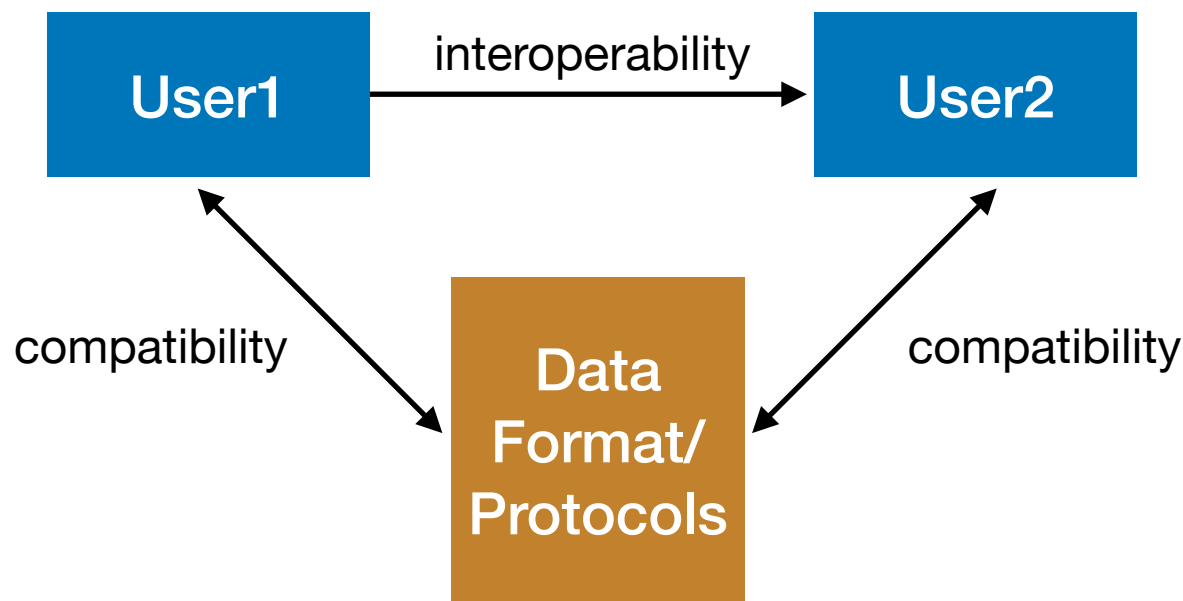 interoperability
User1
User2
compatibility
compatibility
Data
Format/
Protocols